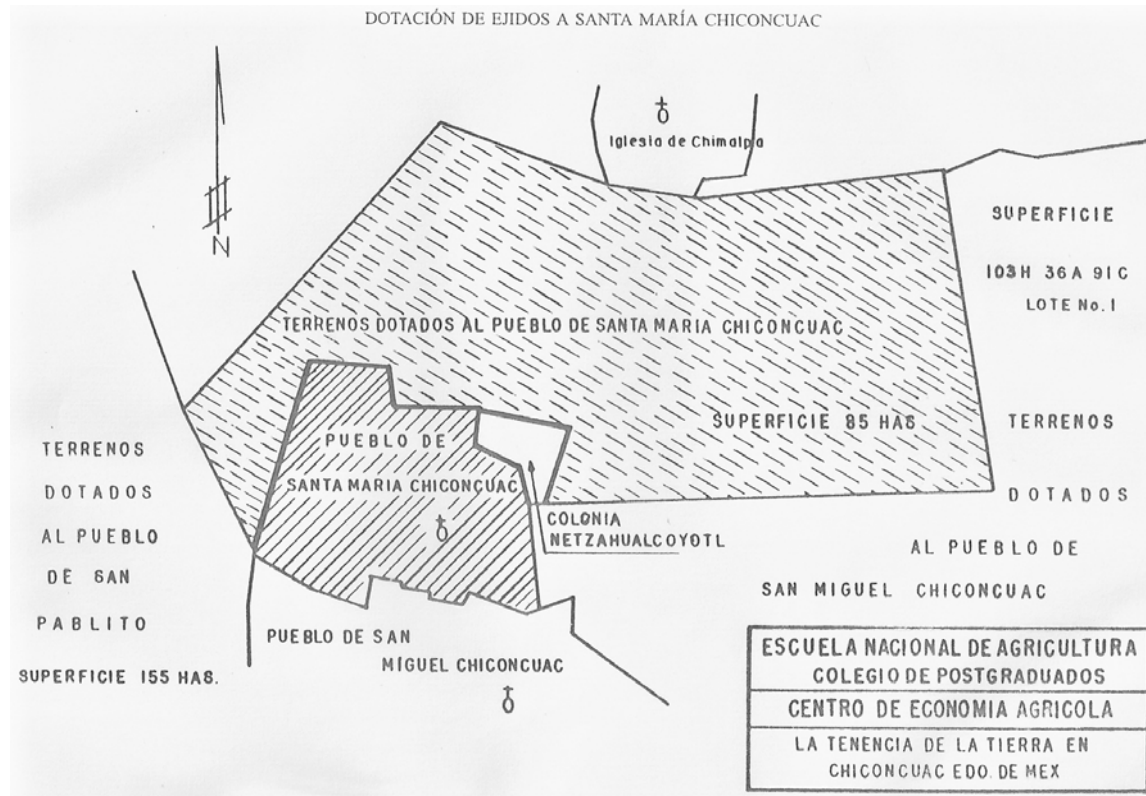 DOTACIÓN DE EJIDOS A SANTA MARÍA CHICONCUAC
Iglesia de Chimalpa
N
SUPERFICIE
103H 36A 91C
LOTE No. 1
TERRENOS DOTADOS AL PUEBLO DE SANTA MARIA CHICONCUAC
SUPERFICIE 85 HAS
TERRENOS
DOTADOS
AL PUEBLO DE
SAN MIGUEL CHICONCUAC
PUEBLO DE
SANTA MARIA CHICONCUAC
COLONIA
NETZAHUALCOYOTL
TERRENOS
DOTADOS
AL PUEBLO
DE SAN
PABLITO
SUPERFICIE 155 HAS.
PUEBLO DE SAN
MIGUEL CHICONCUAC
ESCUELA NACIONAL DE AGRICULTURA
COLEGIO DE POSTGRADUADOS
CENTRO DE ECONOMIA AGRICOLA
LA TENENCIA DE LA TIERRA EN
CHICONCUAC EDO. DE MEX